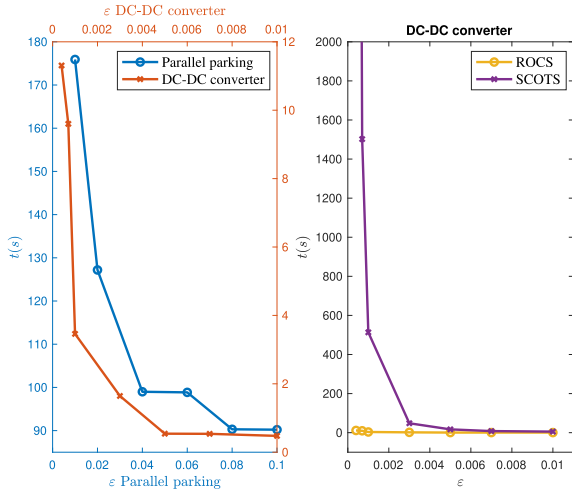 ε DC-DC converter
0 0.002 0.004 0.006 0.008 0.01
DC-DC converter
180
170
160
150
140
130
120
110
100
90
t(s)
Parallel parking
DC-DC converter
12
10
8
6
4
2
0
0 0.02 0.04 0.06 0.08 0.1
ε Parallel parking
t(s)
2000
1800
1600
1400
1200
1000
800
600
400
200
0
ROCS
SCOTS
0 0.002 0.004 0.006 0.008 0.01
ε